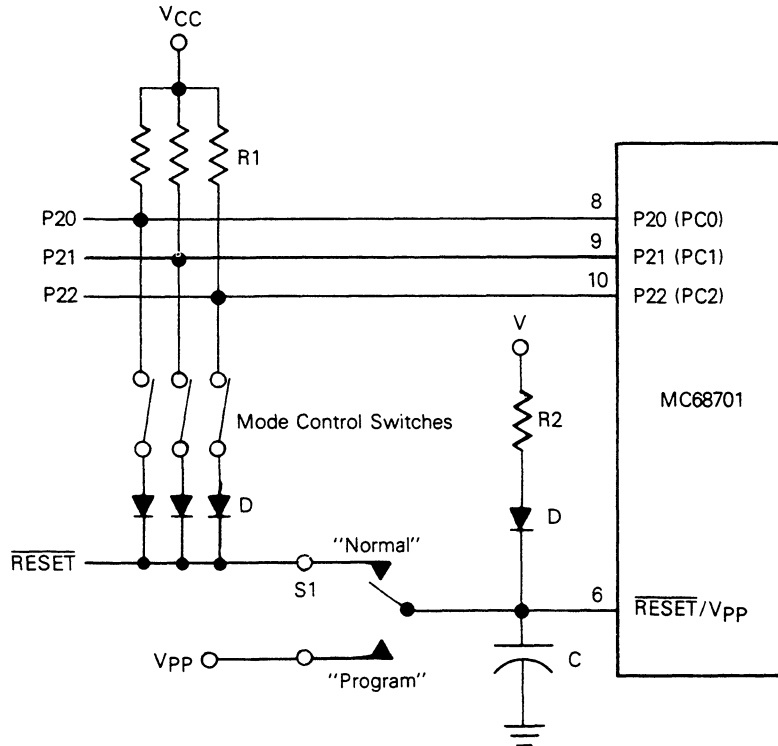 VCC
R1
8
P20
P20 (PC0)
9
P21
P21 (PC1)
10
P22
P22 (PC2)
V
MC68701
R2
Mode Control Switches
D
D
"Normal"
RESET
S1
6
RESET/VPP
VPP
"Program"
C